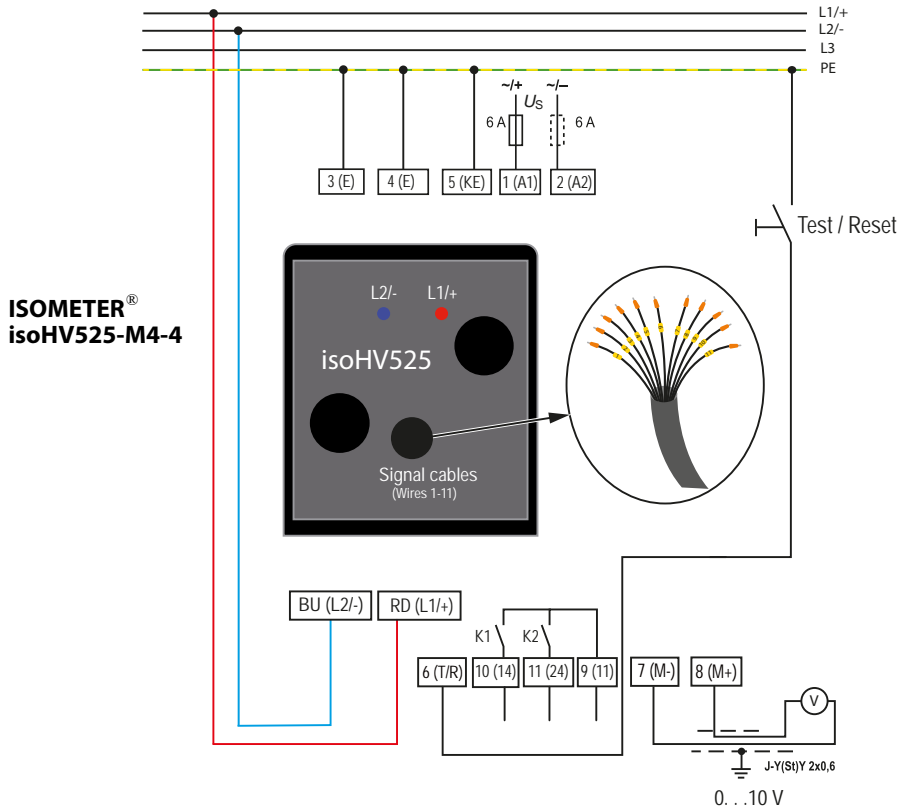 L1/+
L2/-
L3
PE
~/+ ~/–
US
6 A 6 A
3 (E) 4 (E) 5 (KE) 1 (A1) 2 (A2)
Test / Reset
ISOMETER®
isoHV525-M4-4
L2/- L1/+
isoHV525
Signal cables
(Wires 1-11)
BU (L2/-) RD (L1/+)
K1 K2
6 (T/R) 10 (14) 11 (24) 9 (11) 7 (M-) 8 (M+)
V
J-Y(St)Y 2x0,6
0. . .10 V